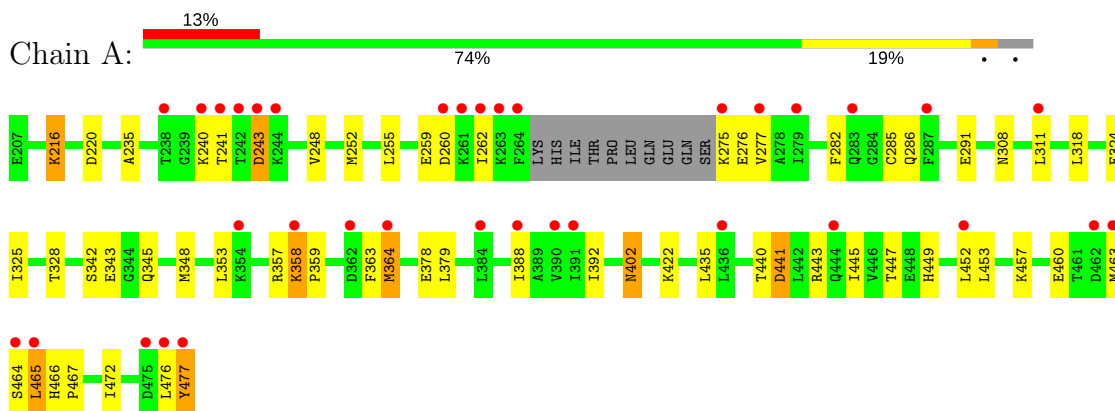 13%
Chain A:
74% 19% • •
E207 K216 D220 A235 T238 G239 K240 T241 T242 D243 K244 V248 M252 L255 E259 D260 K261 I262 K263 F264 LYS HIS ILE THR PRO LEU GLN GLU GLN SER K275 E276 V277 A278 I279 F282 Q283 G284 C285 Q286 F287 E291 N308 L311 L318
I325 T328 S342 E343 G344 Q345 M348 L353 K354 R357 K358 P359 D362 F363 M364 E378 L379 L384 I388 A389 V390 I391 I392 N402 K422 L435 L436 T440 D441 L442 R443 Q444 I445 V446 T447 E448 H449 L452 L453 K457 E460 T461 D462 M463
S464 L465 H466 P467 I472 D475 L476 Y477